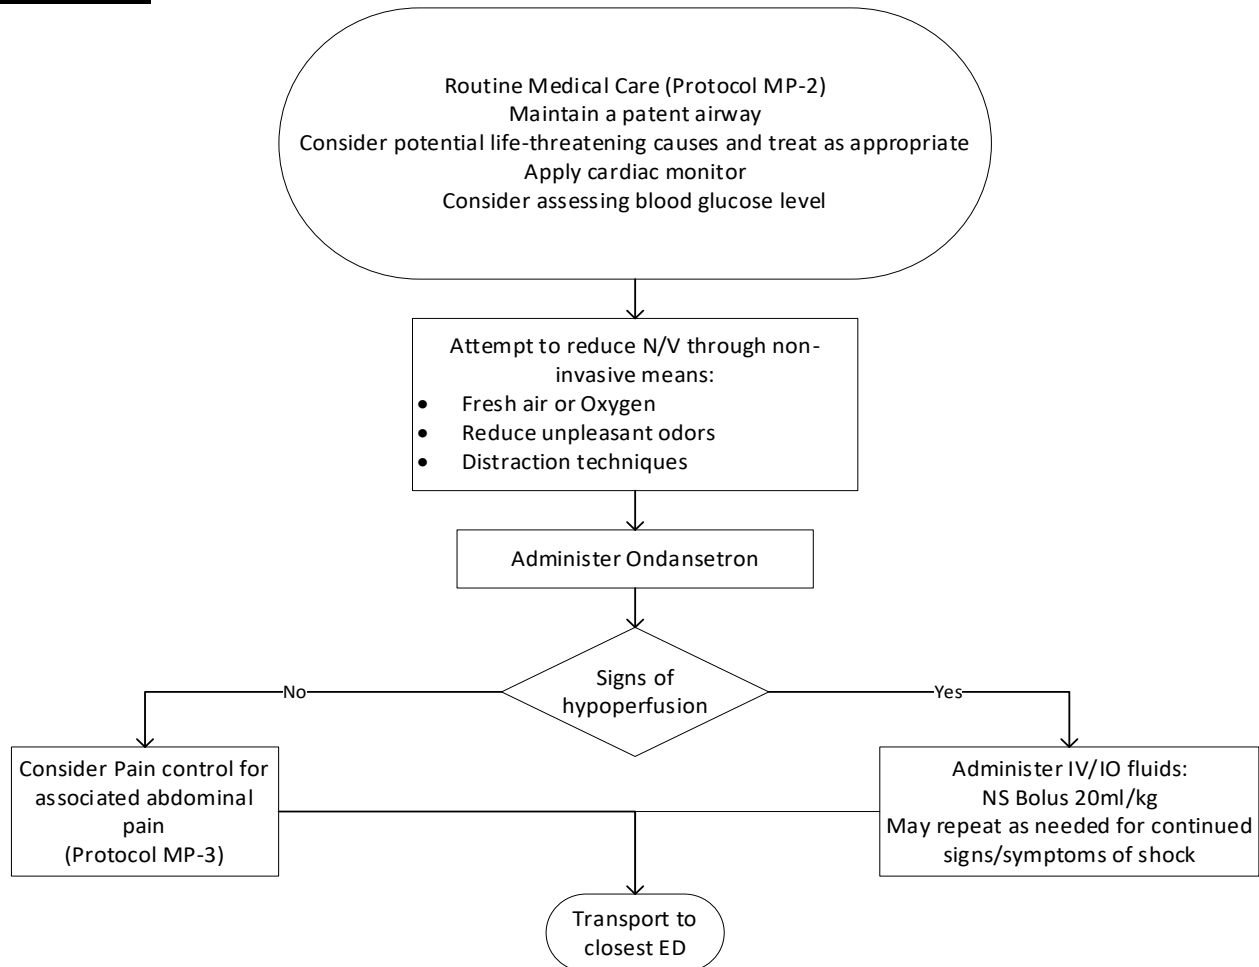 Routine Medical Care (Protocol MP-2)
Maintain a patent airway
Consider potential life-threatening causes and treat as appropriate
Apply cardiac monitor
Consider assessing blood glucose level
Attempt to reduce N/V through non-
invasive means:
• Fresh air or Oxygen
• Reduce unpleasant odors
• Distraction techniques
Administer Ondansetron
Signs of
hypoperfusion
No
Yes
Consider Pain control for
associated abdominal
pain
(Protocol MP-3)
Administer IV/IO fluids:
NS Bolus 20ml/kg
May repeat as needed for continued
signs/symptoms of shock
Transport to
closest ED